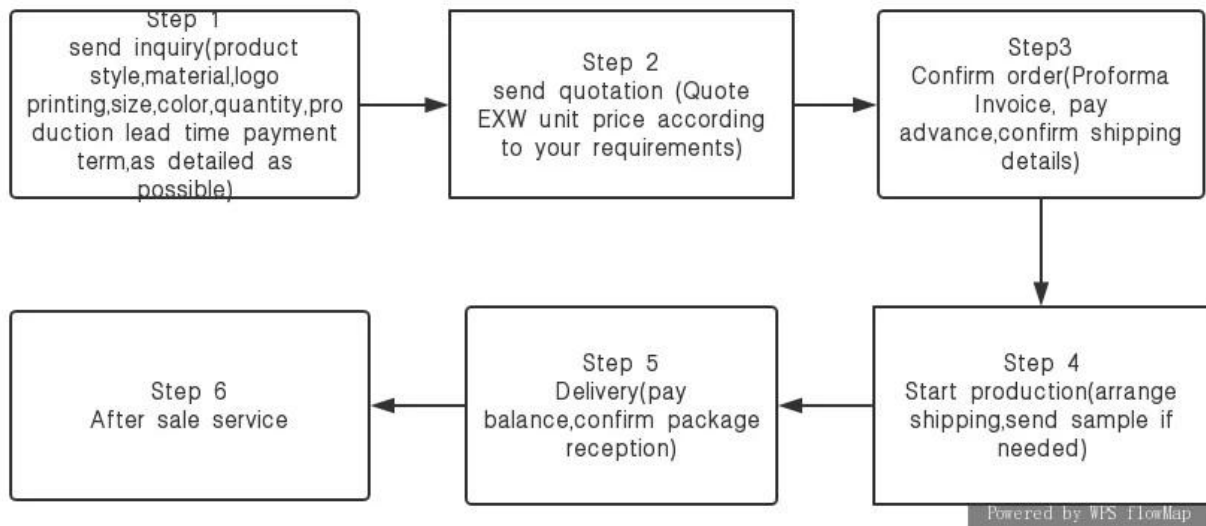 Step 1
send inquiry(product
style,material,logo
printing,size,color,quantity,pro
duction lead time payment
term,as detailed as
possible)
Step 2
send quotation (Quote
EXW unit price according
to your requirements)
Step3
Confirm order(Proforma
Invoice, pay
advance,confirm shipping
details)
Step 4
Start production(arrange
shipping,send sample if
needed)
Step 5
Delivery(pay
balance,confirm package
reception)
Step 6
After sale service
Powered by WPS flowMap